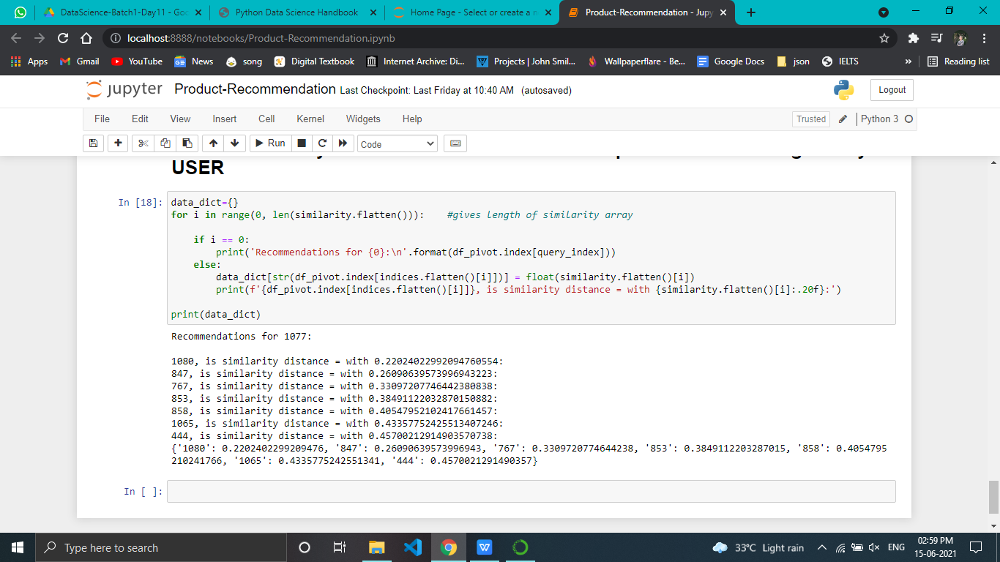 DataScience-Batch1-Day11 - Goo
Python Data Science Handbook
Home Page - Select or create a n
Product-Recommendation - Jupy
localhost:8888/notebooks/Product-Recommendation.ipynb
Apps Gmail YouTube News song Digital Textbook Internet Archive: Di... Projects | John Smil... Wallpaperflare - Be... Google Docs json IELTS » Reading list
jupyter Product-Recommendation Last Checkpoint: Last Friday at 10:40 AM (autosaved) Logout
File Edit View Insert Cell Kernel Widgets Help Trusted Python 3
Run Code
USER
In [18]: data_dict={}
for i in range(0, len(similarity.flatten())):    #gives length of similarity array
    if i == 0:
        print('Recommendations for {0}:\n'.format(df_pivot.index[query_index]))
    else:
        data_dict[str(df_pivot.index[indices.flatten()[i]])] = float(similarity.flatten()[i])
        print(f'{df_pivot.index[indices.flatten()[i]]}, is similarity distance = with {similarity.flatten()[i]:.20f}:')
print(data_dict)
Recommendations for 1077:
1080, is similarity distance = with 0.22024022992094760554:
847, is similarity distance = with 0.26090639573996943223:
767, is similarity distance = with 0.33097207746442380838:
853, is similarity distance = with 0.38491122032870150882:
858, is similarity distance = with 0.40547952102417661457:
1065, is similarity distance = with 0.43357752425513407246:
444, is similarity distance = with 0.45700212914903570738:
{'1080': 0.2202402299209476, '847': 0.26090639573996943, '767': 0.3309720774644238, '853': 0.3849112203287015, '858': 0.4054795
210241766, '1065': 0.4335775242551341, '444': 0.4570021291490357}
In [ ]:
Type here to search
33°C Light rain ENG 02:59 PM
15-06-2021